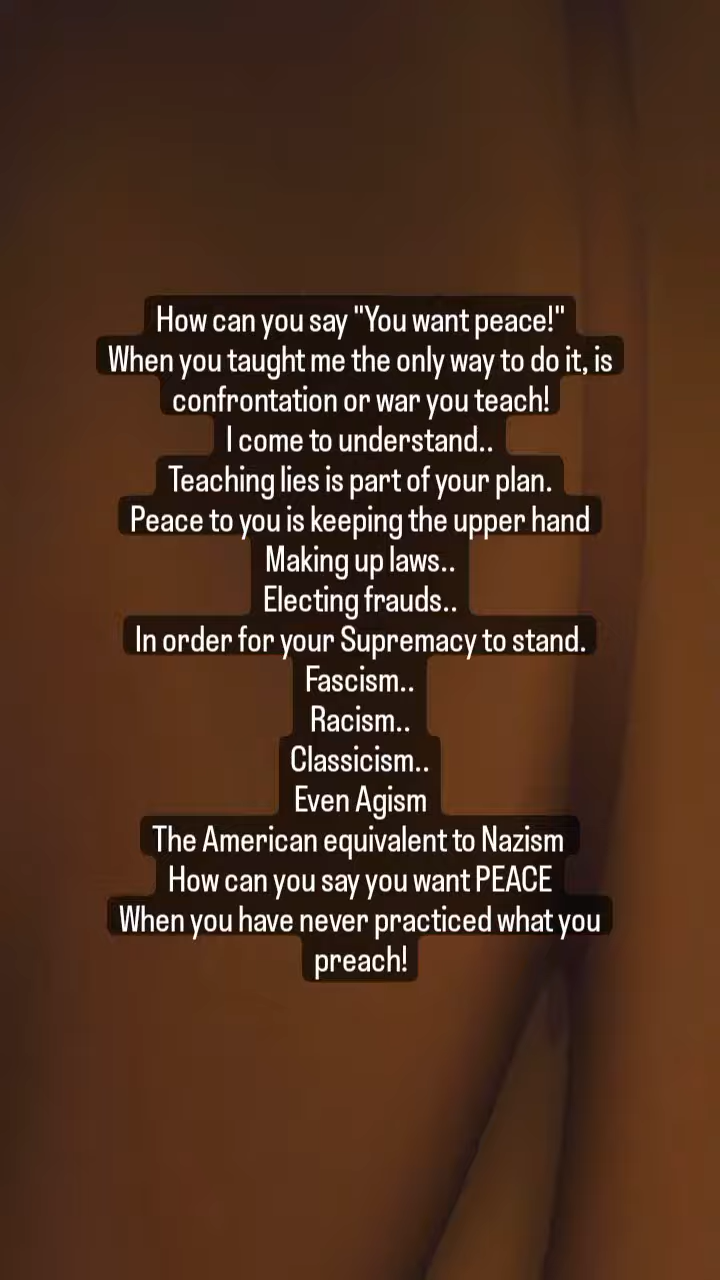 How can you say "You want peace!"
When you taught me the only way to do it, is
confrontation or war you teach!
I come to understand..
Teaching lies is part of your plan.
Peace to you is keeping the upper hand
Making up laws..
Electing frauds..
In order for your Supremacy to stand.
Fascism..
Racism..
Classicism..
Even Agism
The American equivalent to Nazism
How can you say you want PEACE
When you have never practiced what you
preach!